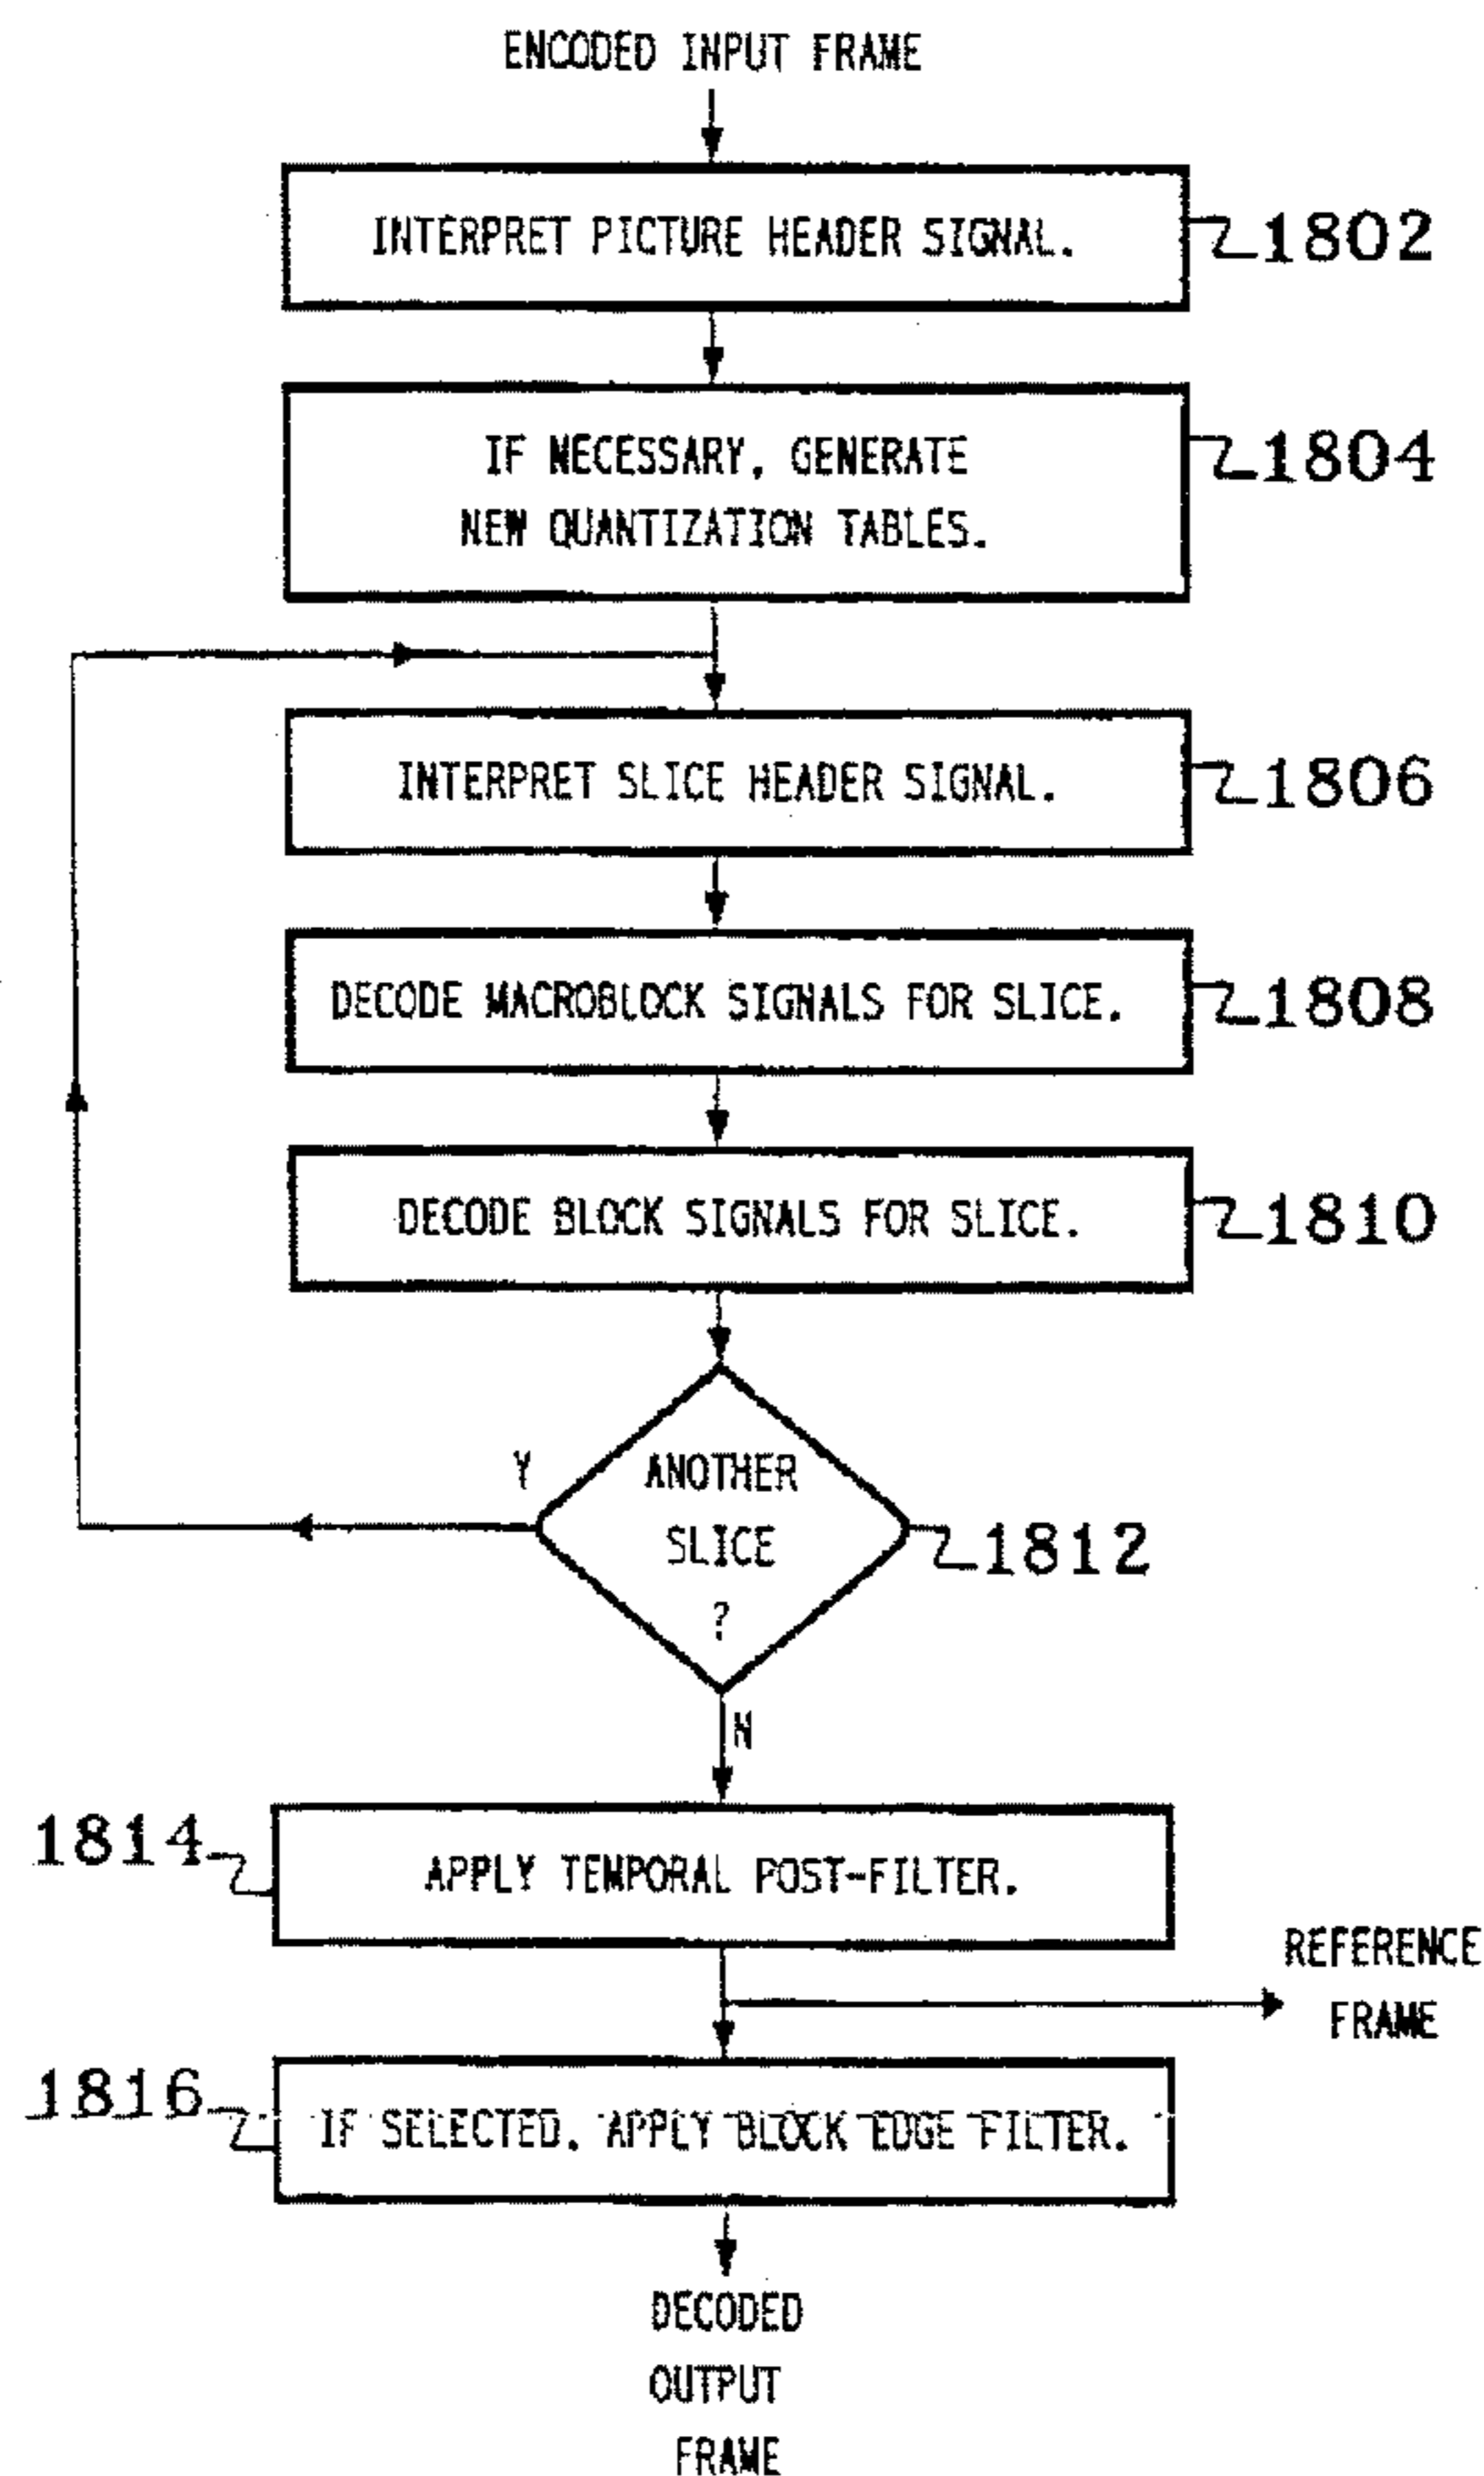 ENCODED INPUT FRAME
INTERPRET PICTURE HEADER SIGNAL.
1802
IF NECESSARY, GENERATE
NEW QUANTIZATION TABLES.
1804
INTERPRET SLICE HEADER SIGNAL.
1806
DECODE MACROBLOCK SIGNALS FOR SLICE.
1808
DECODE BLOCK SIGNALS FOR SLICE.
1810
Y
ANOTHER
SLICE
?
1812
N
1814
APPLY TEMPORAL POST-FILTER.
REFERENCE
FRAME
1816
IF SELECTED, APPLY BLOCK EDGE FILTER.
DECODED
OUTPUT
FRAME